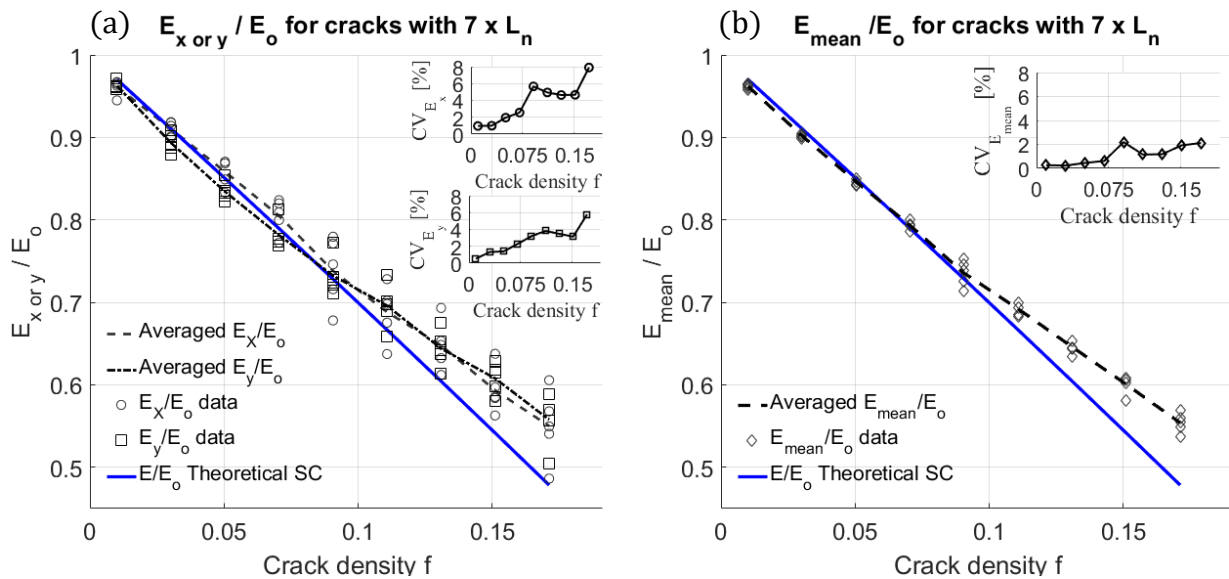 (a) E_x or y / E_o for cracks with 7 x L_n
1
0.9
0.8
0.7
0.6
0.5
E_x or y / E_o
0
0.05
0.1
0.15
Crack density f
Averaged E_x/E_o
Averaged E_y/E_o
E_x/E_o data
E_y/E_o data
E/E_o Theoretical SC
8
6
4
2
0
CV_E_x [%]
0
0.075
0.15
Crack density f
8
6
4
2
0
CV_E_y [%]
0
0.075
0.15
Crack density f
(b) E_mean /E_o for cracks with 7 x L_n
1
0.9
0.8
0.7
0.6
0.5
E_mean / E_o
0
0.05
0.1
0.15
Crack density f
Averaged E_mean/E_o
E_mean/E_o data
E/E_o Theoretical SC
8
6
4
2
0
CV_E_mean [%]
0
0.075
0.15
Crack density f